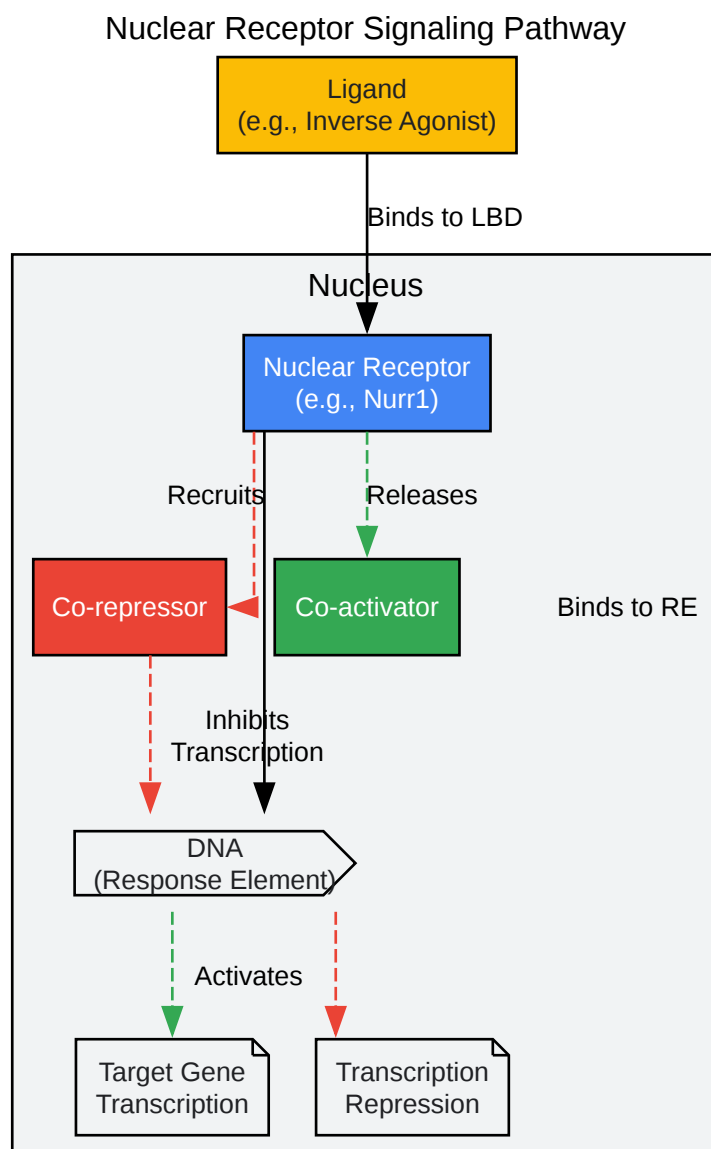 Nuclear Receptor Signaling Pathway
Ligand
(e.g., Inverse Agonist)
Binds to LBD
Nucleus
Nuclear Receptor
(e.g., Nurr1)
Recruits
Releases
Co-repressor
Co-activator
Binds to RE
Inhibits
Transcription
DNA
(Response Element)
Activates
Target Gene
Transcription
Transcription
Repression